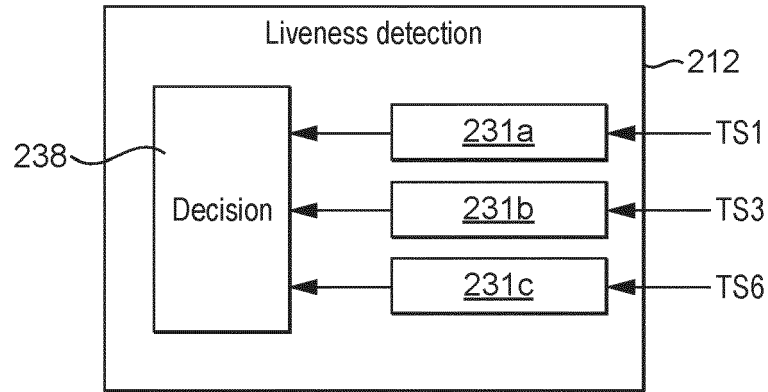 Liveness detection
212
231a
TS1
238
Decision
231b
TS3
231c
TS6